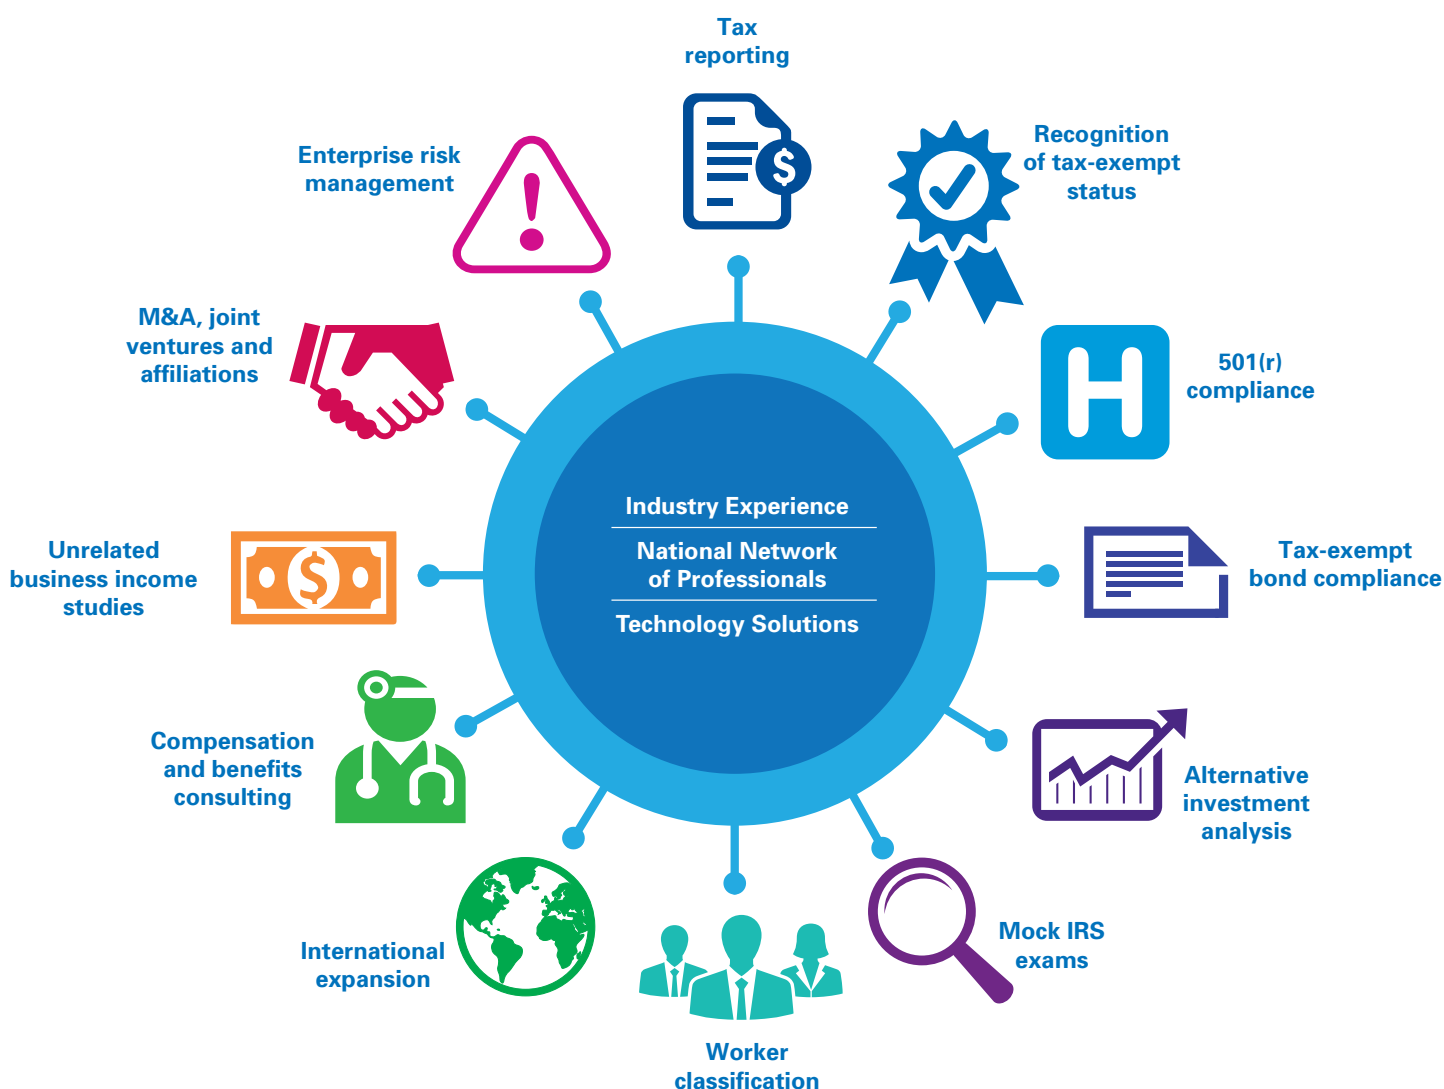 Tax
reporting
Recognition
of tax-exempt
status
501(r)
compliance
Tax-exempt
bond compliance
Alternative
investment
analysis
Mock IRS
exams
Worker
classification
International
expansion
Compensation
and benefits
consulting
Unrelated
business income
studies
M&A, joint
ventures and
affiliations
Enterprise risk
management
Industry Experience
National Network
of Professionals
Technology Solutions